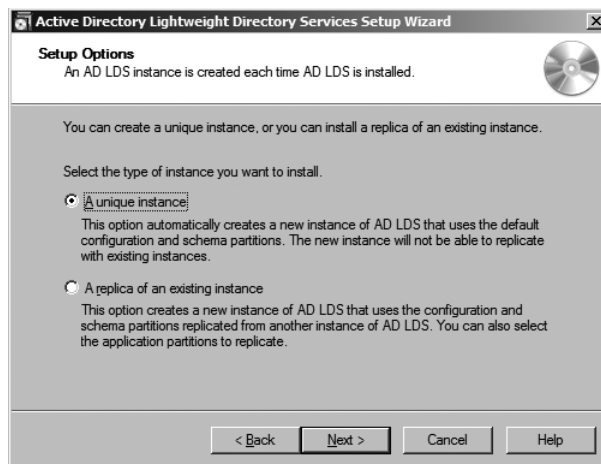 Active Directory Lightweight Directory Services Setup Wizard
Setup Options
An AD LDS instance is created each time AD LDS is installed.
You can create a unique instance, or you can install a replica of an existing instance.
Select the type of instance you want to install.
A unique instance
This option automatically creates a new instance of AD LDS that uses the default
configuration and schema partitions. The new instance will not be able to replicate
with existing instances.
A replica of an existing instance
This option creates a new instance of AD LDS that uses the configuration and
schema partitions replicated from another instance of AD LDS. You can also select
the application partitions to replicate.
< Back Next > Cancel Help